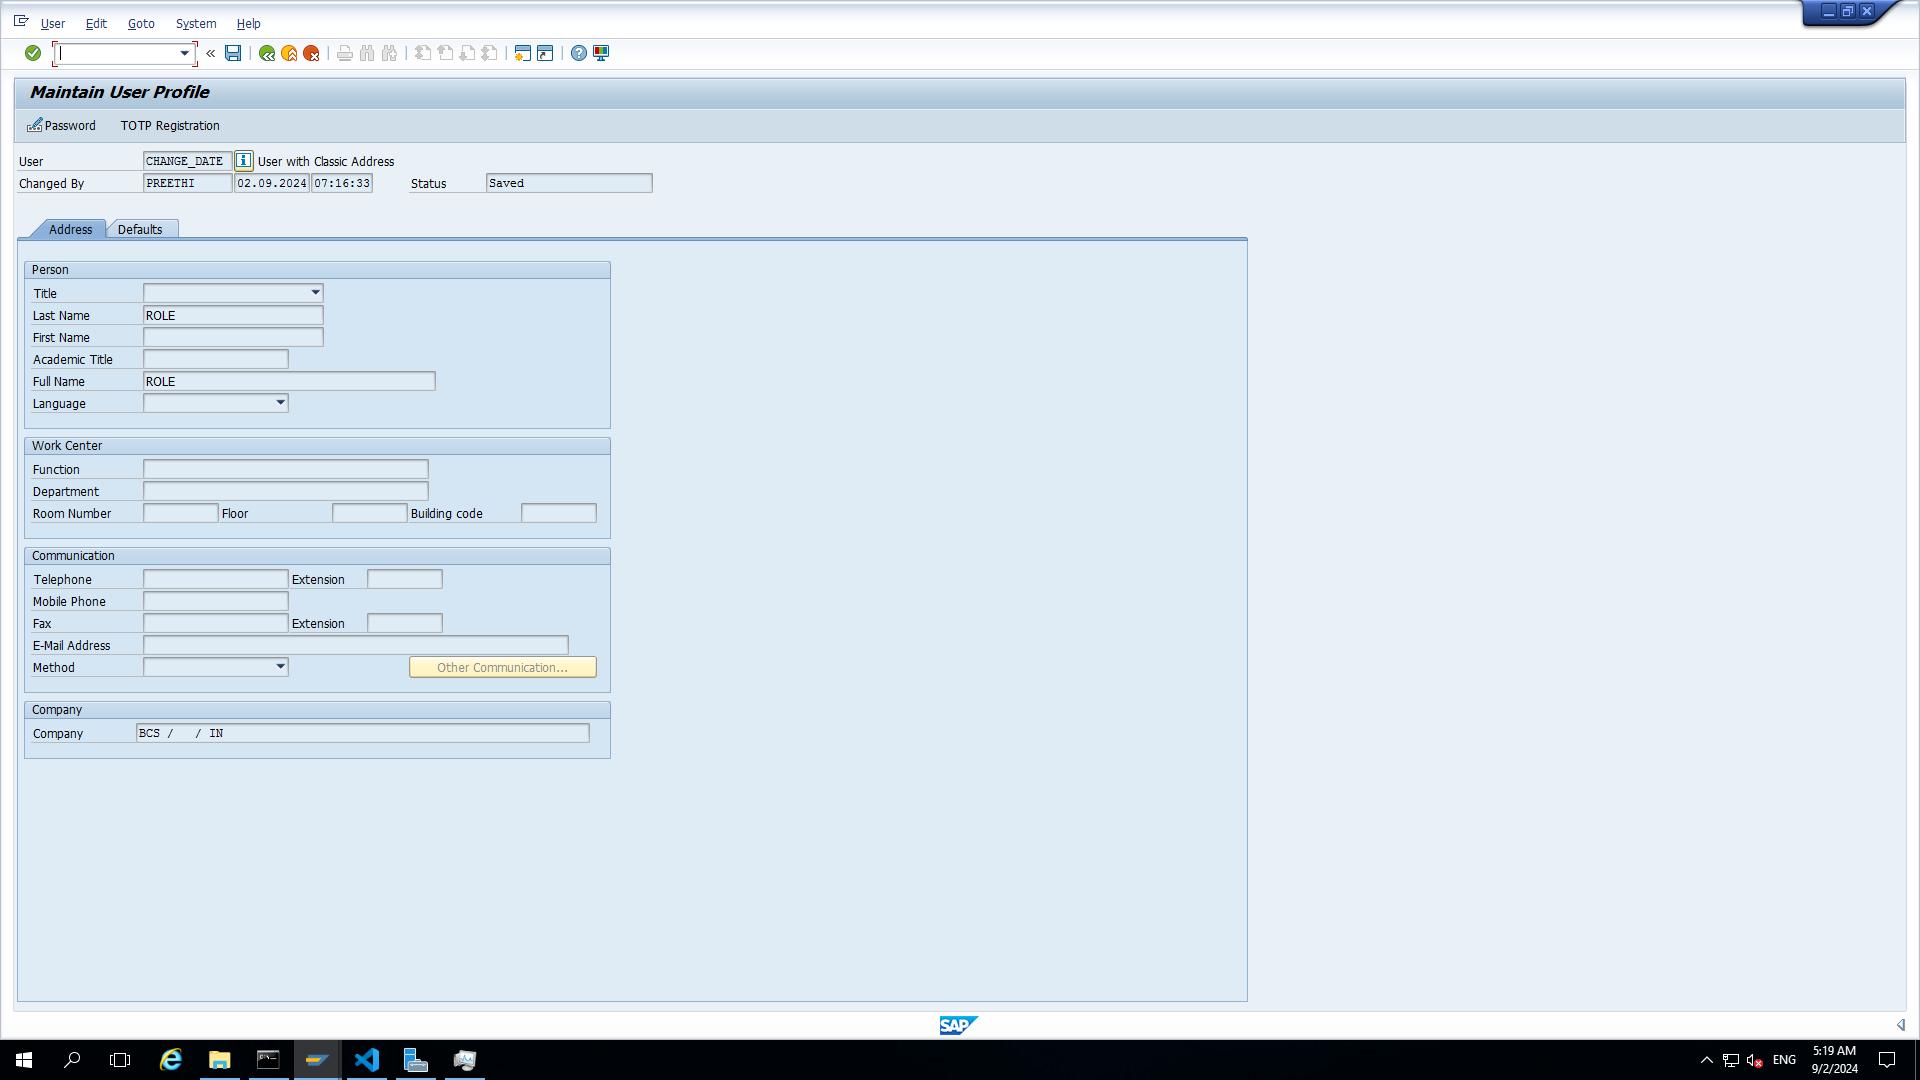 User Edit Goto System Help
Maintain User Profile
Password TOTP Registration
User CHANGE_DATE User with Classic Address
Changed By PREETHI 02.09.2024 07:16:33 Status Saved
Address Defaults
Person
Title
Last Name ROLE
First Name
Academic Title
Full Name ROLE
Language
Work Center
Function
Department
Room Number Floor Building code
Communication
Telephone Extension
Mobile Phone
Fax Extension
E-Mail Address
Method Other Communication...
Company
Company BCS / / IN
SAP
ENG 5:19 AM
9/2/2024